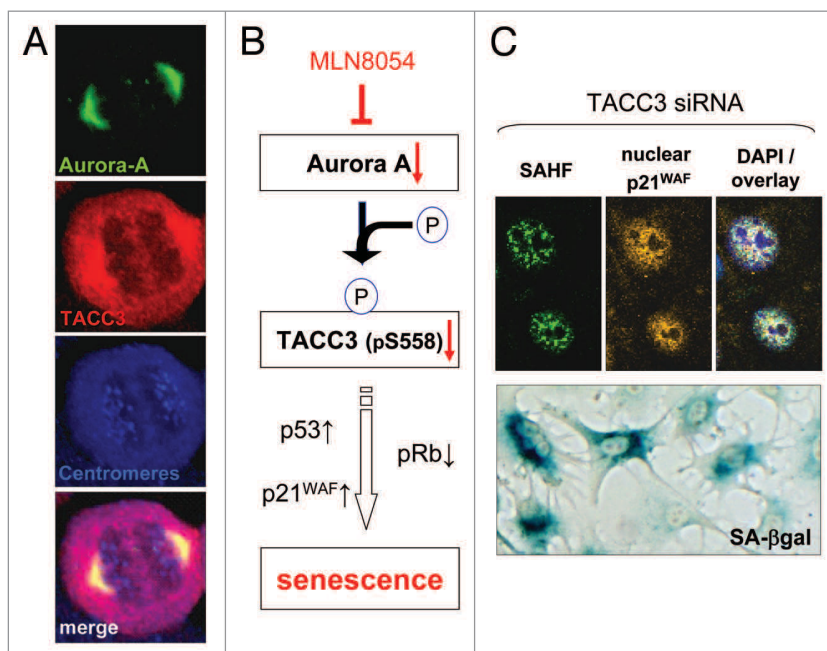 A
Aurora-A
TACC3
Centromeres
merge
B
MLN8054
Aurora A↓
P
P
TACC3 (pS558)↓
p53↑
pRb↓
p21WAF↑
senescence
C
TACC3 siRNA
SAHF
nuclear
p21WAF
DAPI /
overlay
SA-βgal